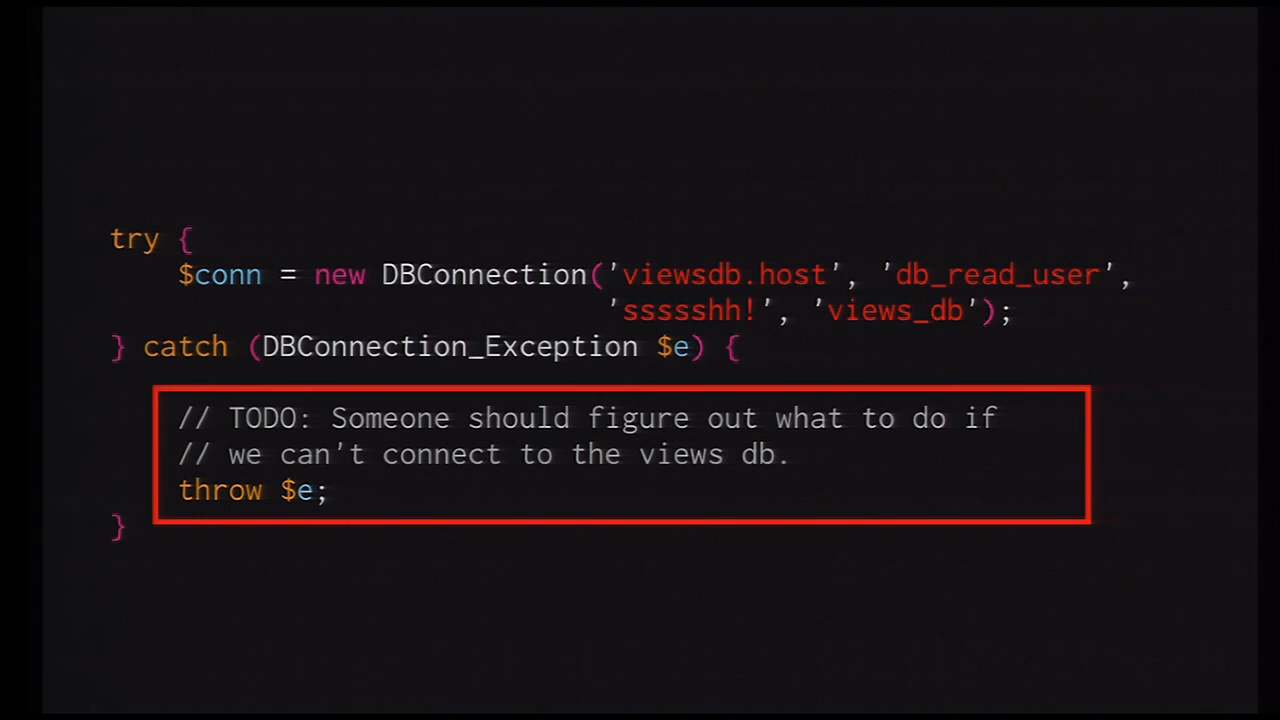 try {
$conn = new DBConnection('viewsdb.host', 'db_read_user',
'ssssshh!', 'views_db');
} catch (DBConnection_Exception $e) {
// TODO: Someone should figure out what to do if
// we can't connect to the views db.
throw $e;
}